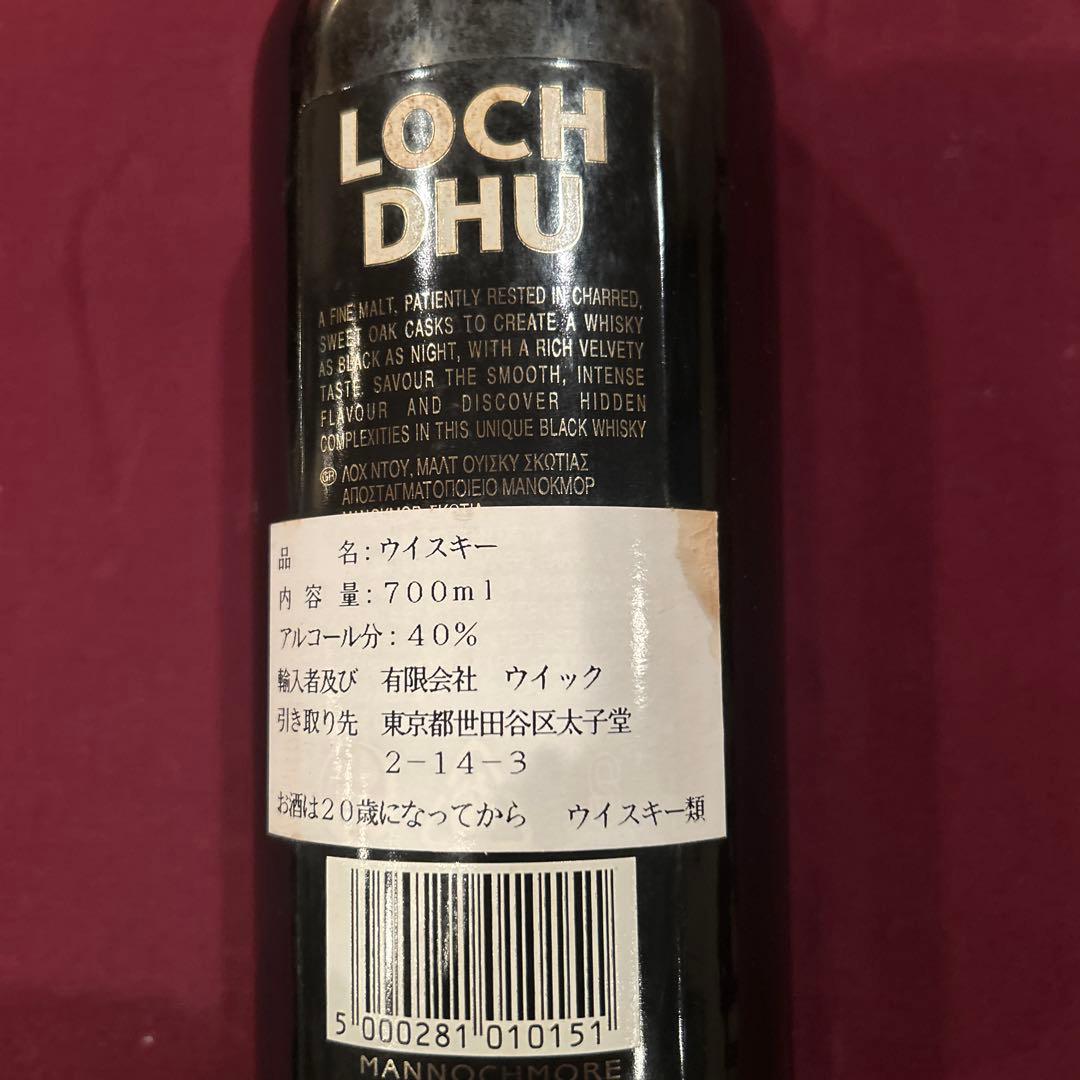 LOCH
DHU
A FINE MALT, PATIENTLY RESTED IN CHARRED,
SWEET OAK CASKS TO CREATE A WHISKY
AS BLACK AS NIGHT, WITH A RICH VELVETY
TASTE. SAVOUR THE SMOOTH, INTENSE
FLAVOUR AND DISCOVER HIDDEN
COMPLEXITIES IN THIS UNIQUE BLACK WHISKY
GR ΛΟΧ ΝΤΟΥ, ΜΑΛΤ ΟΥΙΣΚΥ ΣΚΩΤΙΑΣ
ΑΠΟΣΤΑΓΜΑΤΟΠΟΙΕΙΟ ΜΑΝΟΚΜΟΡ
品　名：ウイスキー
内容量：７００ｍｌ
アルコール分：４０％
輸入者及び　有限会社　ウイック
引き取り先　東京都世田谷区太子堂
２－１４－３
お酒は２０歳になってから　ウイスキー類
5 000281 010151
MANNOCHMORE